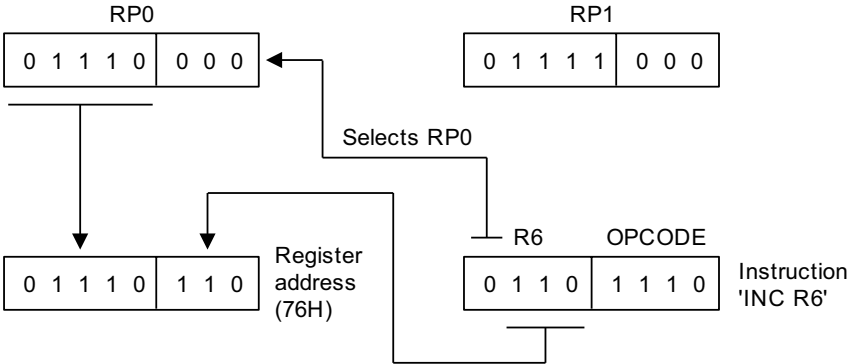 RP0 RP1
0 1 1 1 0 0 0 0 0 1 1 1 1 0 0 0
Selects RP0
R6 OPCODE
0 1 1 1 0 1 1 0 Register address (76H) 0 1 1 0 1 1 1 0 Instruction 'INC R6'